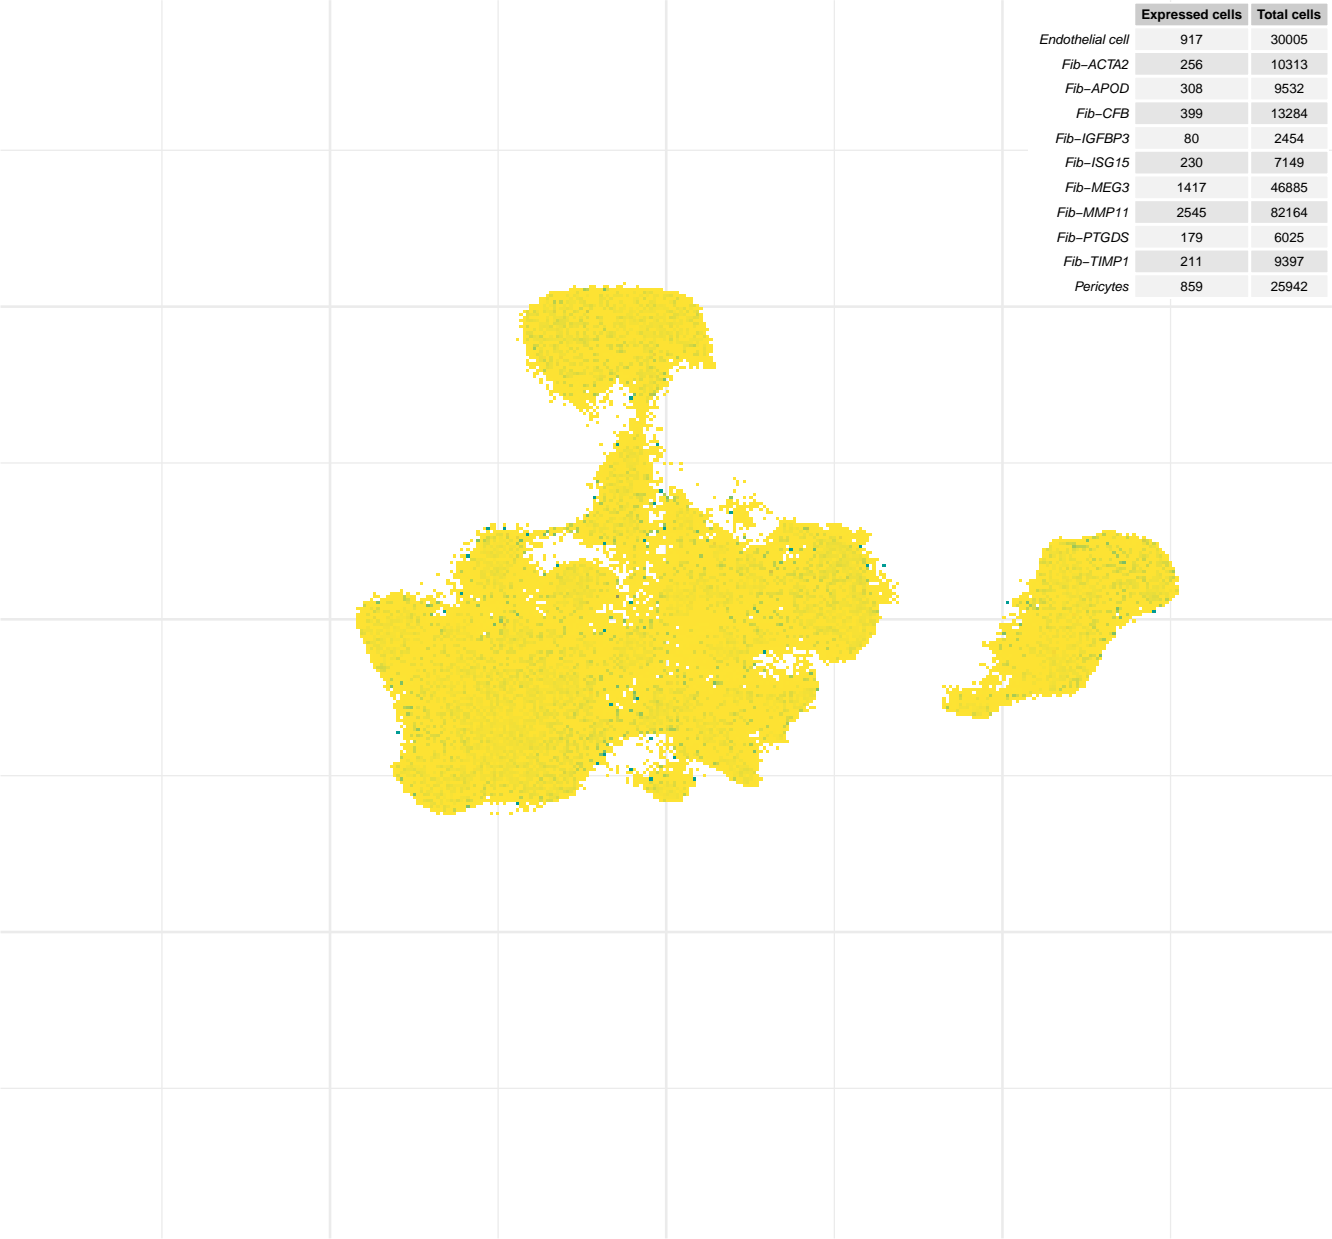 Expressed cells Total cells
Endothelial cell 917 30005
Fib−ACTA2 256 10313
Fib−APOD 308 9532
Fib−CFB 399 13284
Fib−IGFBP3 80 2454
Fib−ISG15 230 7149
Fib−MEG3 1417 46885
Fib−MMP11 2545 82164
Fib−PTGDS 179 6025
Fib−TIMP1 211 9397
Pericytes 859 25942